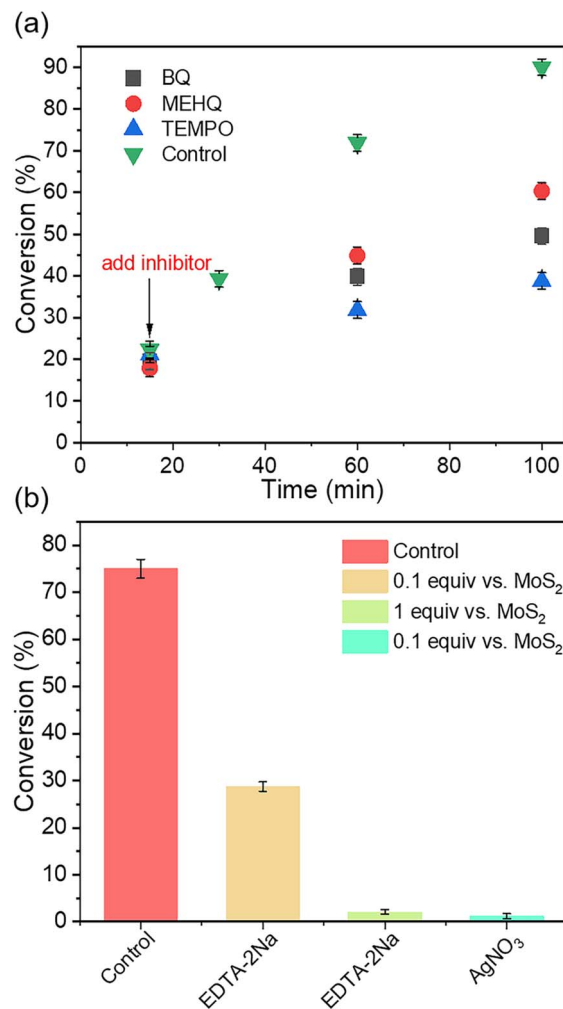 (a)
90
80
70
60
50
40
30
20
10
0
Conversion (%)
BQ
MEHQ
TEMPO
Control
add inhibitor
0 20 40 60 80 100
Time (min)
(b)
80
70
60
50
40
30
20
10
0
Conversion (%)
Control
0.1 equiv vs. MoS₂
1 equiv vs. MoS₂
0.1 equiv vs. MoS₂
Control
EDTA-2Na
EDTA-2Na
AgNO₃